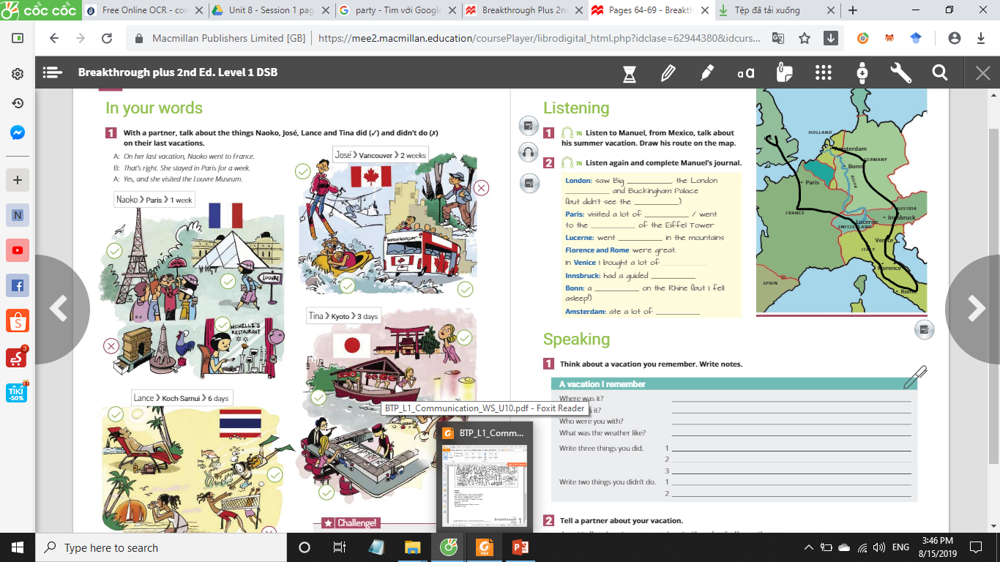 cốc cốc
Free Online OCR - con
Unit 8 - Session 1 pag
party - Tìm với Google
Breakthrough Plus 2nd
Pages 64-69 - Breakth
Tệp đã tải xuống
Macmillan Publishers Limited [GB]
https://mee2.macmillan.education/coursePlayer/librodigital_html.php?idclase=62944380&idcurs...
Breakthrough plus 2nd Ed. Level 1 DSB
In your words
1 With a partner, talk about the things Naoko, José, Lance and Tina did (✓) and didn't do (✗)
on their last vacations.
A: On her last vacation, Naoko went to France.
B: That's right. She stayed in Paris for a week.
A: Yes, and she visited the Louvre Museum.
José > Vancouver > 2 weeks
Naoko > Paris > 1 week
LOUVRE
MICHELLE'S
RESTAURANT
Tina > Kyoto > 3 days
Lance > Koch-Samui > 6 days
Challenge!
Listening
1 76 Listen to Manuel, from Mexico, talk about
his summer vacation. Draw his route on the map.
2 76 Listen again and complete Manuel's journal.
London: saw Big __________, the London
__________ and Buckingham Palace
(but didn't see the __________)
Paris: visited a lot of __________ / went
to the __________ of the Eiffel Tower
Lucerne: went __________ in the mountains
Florence and Rome were great.
In Venice I bought a lot of __________
Innsbruck: had a guided __________
Bonn: a __________ on the Rhine (but I fell
asleep!)
Amsterdam: ate a lot of __________
HOLLAND
Amsterdam
GERMANY
Bonn
Rhine
Paris
FRANCE
AUSTRIA
Innsbruck
Lucerne
SWITZERLAND
Venice
ITALY
Florence
SPAIN
Rome
Speaking
1 Think about a vacation you remember. Write notes.
A vacation I remember
Where was it?
s it?
Who were you with?
What was the weather like?
Write three things you did. 1
2
3
Write two things you didn't do. 1
2
2 Tell a partner about your vacation.
BTP_L1_Communication_WS_U10.pdf - Foxit Reader
BTP_L1_Comm...
Type here to search
ENG
3:46 PM
8/15/2019